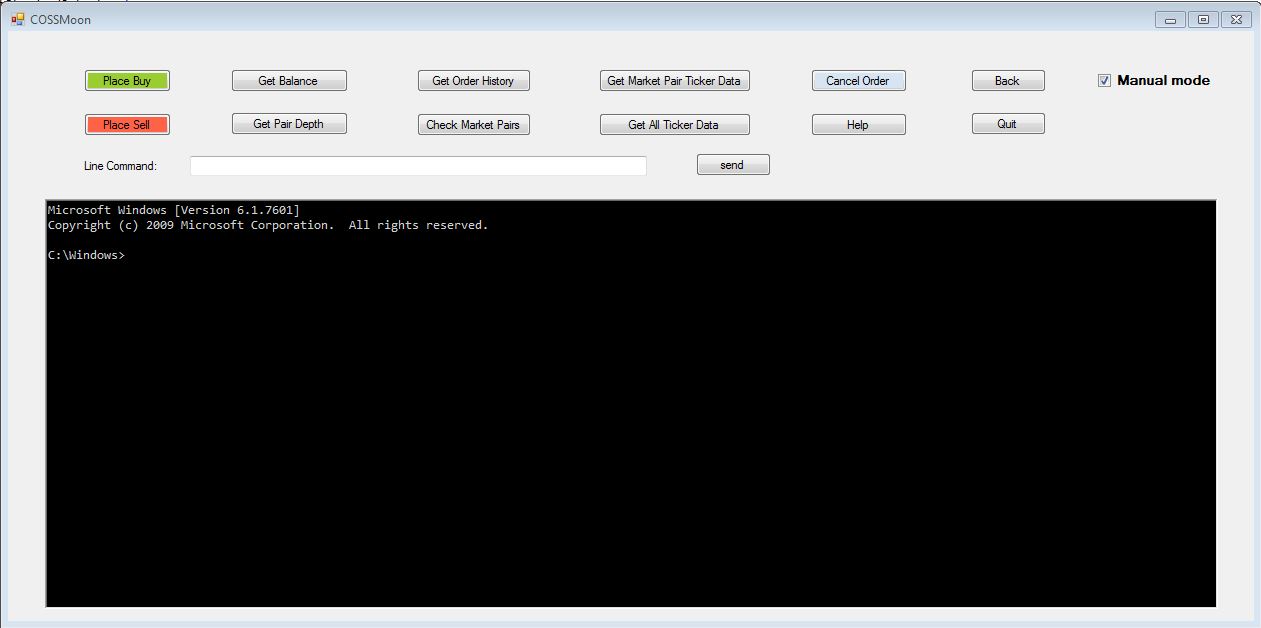 COSSMoon
Place Buy Get Balance Get Order History Get Market Pair Ticker Data Cancel Order Back Manual mode
Place Sell Get Pair Depth Check Market Pairs Get All Ticker Data Help Quit
Line Command: send
Microsoft Windows [Version 6.1.7601]
Copyright (c) 2009 Microsoft Corporation. All rights reserved.
C:\Windows>